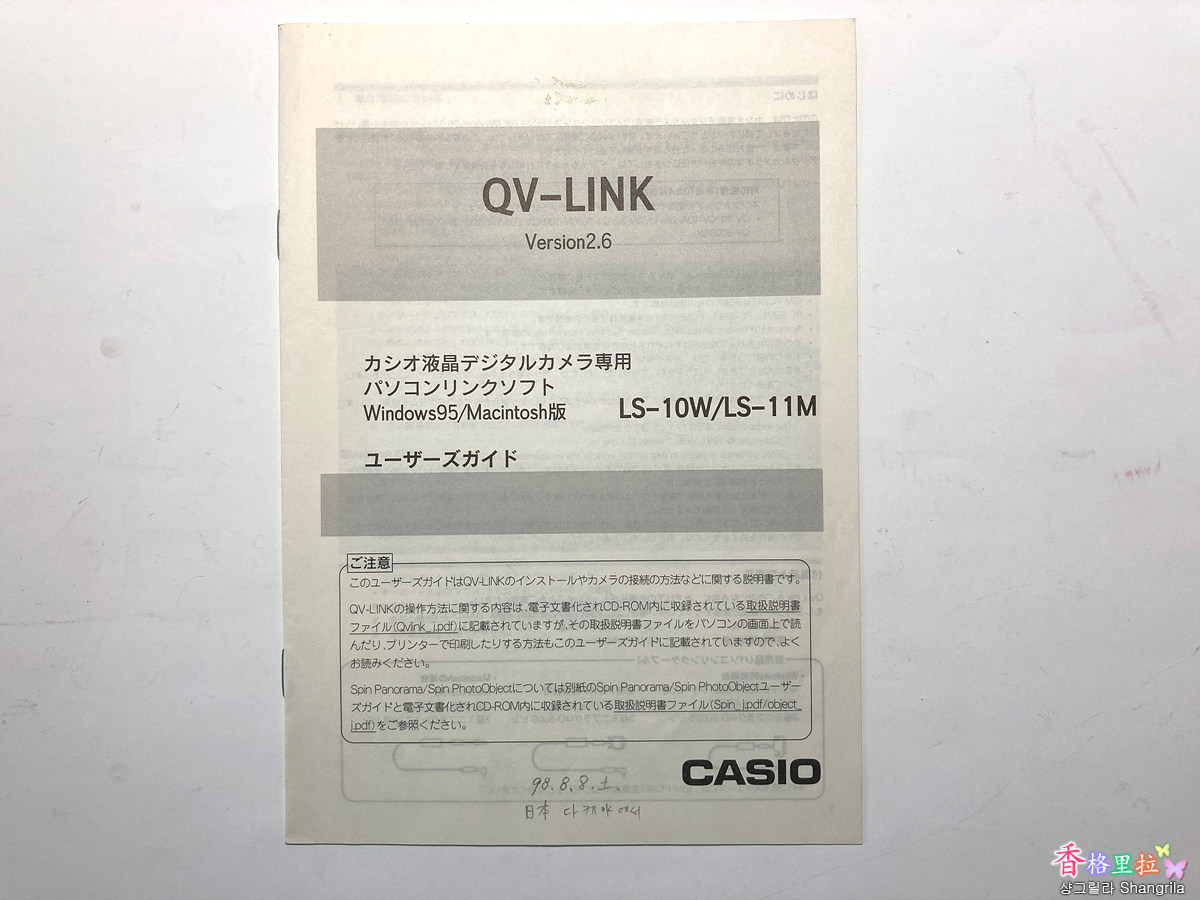 QV-LINK
Version2.6
カシオ液晶デジタルカメラ専用
パソコンリンクソフト
Windows95/Macintosh版
LS-10W/LS-11M
ユーザーズガイド
ご注意
このユーザーズガイドはQV-LINKのインストールやカメラの接続の方法などに関する説明書です。
QV-LINKの操作方法に関する内容は、電子文書化されCD-ROM内に収録されている取扱説明書
ファイル(Qvlink_j.pdf)に記載されていますが、その取扱説明書ファイルをパソコンの画面上で読
んだり、プリンターで印刷したりする方法もこのユーザーズガイドに記載されていますので、よく
お読みください。
Spin Panorama/Spin PhotoObjectについては別紙のSpin Panorama/Spin PhotoObjectユーザー
ズガイドと電子文書化されCD-ROM内に収録されている取扱説明書ファイル(Spin_j.pdf/object_
j.pdf)をご参照ください。
CASIO
98.8.8.土
日本 다케야에서
香格里拉
샹그릴라 Shangrila